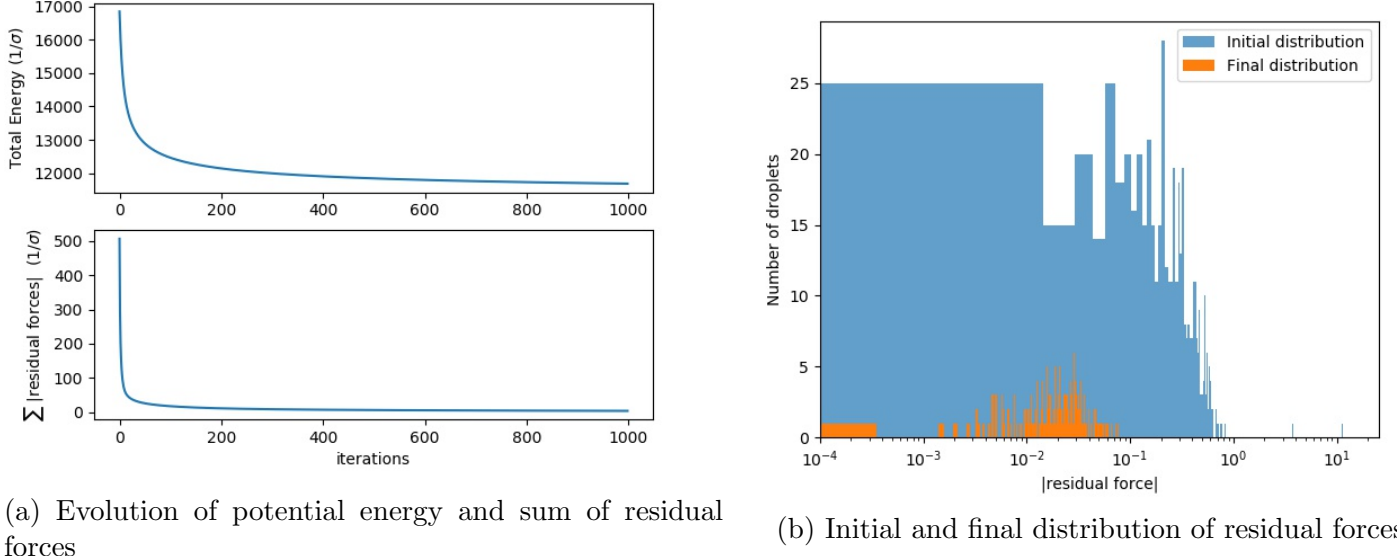 17000
16000
15000
14000
13000
12000
Total Energy (1/σ)
0 200 400 600 800 1000
500
400
300
200
100
0
∑ |residual forces| (1/σ)
0 200 400 600 800 1000
iterations
(a) Evolution of potential energy and sum of residual
forces
Initial distribution
Final distribution
25
20
15
10
5
0
Number of droplets
10⁻⁴ 10⁻³ 10⁻² 10⁻¹ 10⁰ 10¹
|residual force|
(b) Initial and final distribution of residual forces